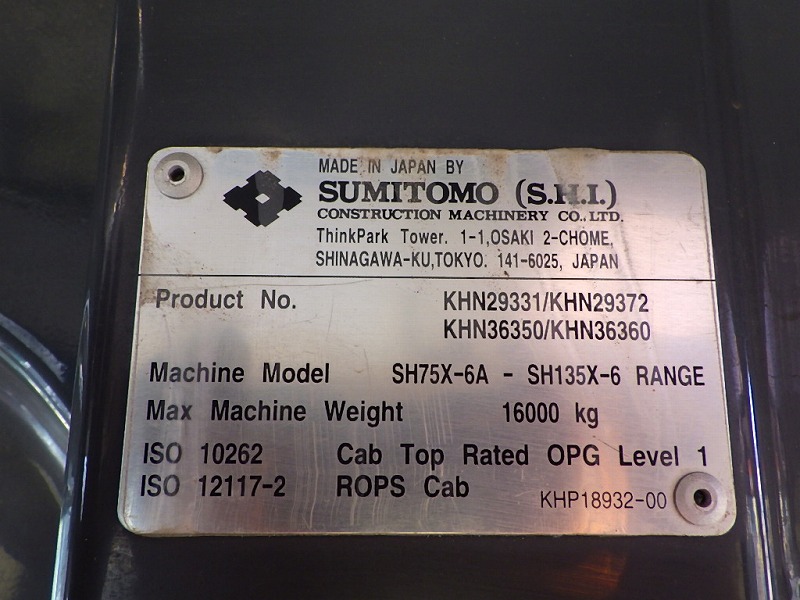 MADE IN JAPAN BY
SUMITOMO (S.H.I.)
CONSTRUCTION MACHINERY CO., LTD.
ThinkPark Tower. 1-1,OSAKI 2-CHOME,
SHINAGAWA-KU,TOKYO. 141-6025, JAPAN
Product No. KHN29331/KHN29372
KHN36350/KHN36360
Machine Model SH75X-6A - SH135X-6 RANGE
Max Machine Weight 16000 kg
ISO 10262 Cab Top Rated OPG Level 1
ISO 12117-2 ROPS Cab
KHP18932-00